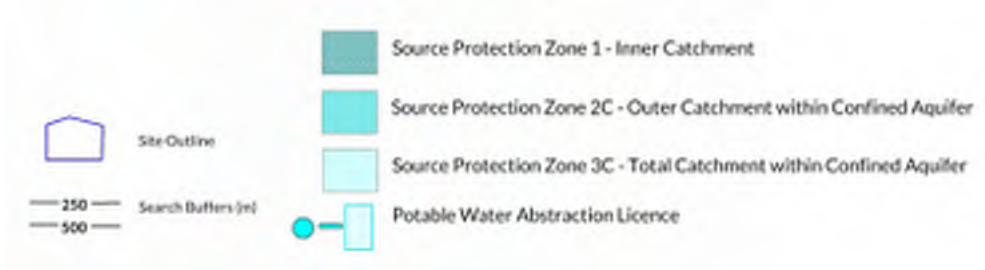 Source Protection Zone 1 - Inner Catchment
Source Protection Zone 2C - Outer Catchment within Confined Aquifer
Site Outline
Source Protection Zone 3C - Total Catchment within Confined Aquifer
250
Search Buffers (m)
500
Potable Water Abstraction Licence